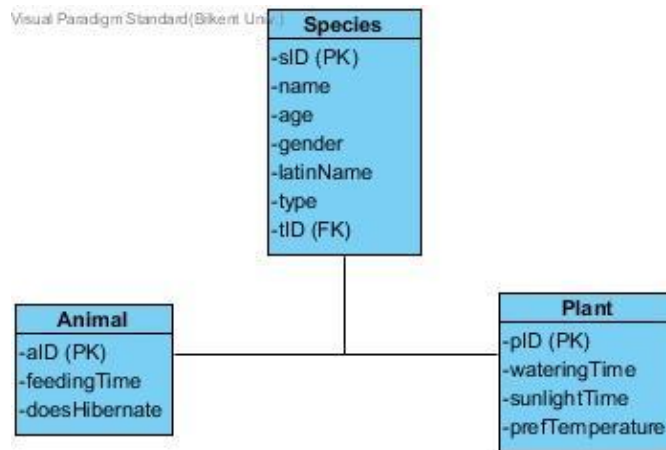 Visual Paradigm Standard(Bilkent Univ.)
Species
-sID (PK)
-name
-age
-gender
-latinName
-type
-tID (FK)
Animal
-aID (PK)
-feedingTime
-doesHibernate
Plant
-pID (PK)
-wateringTime
-sunlightTime
-prefTemperature